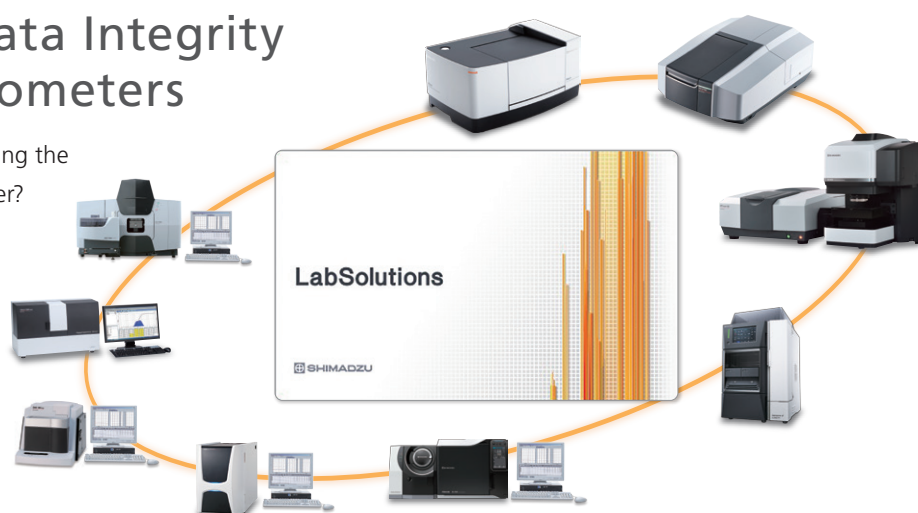 ata Integrity
ometers
ng the
er?
LabSolutions
SHIMADZU